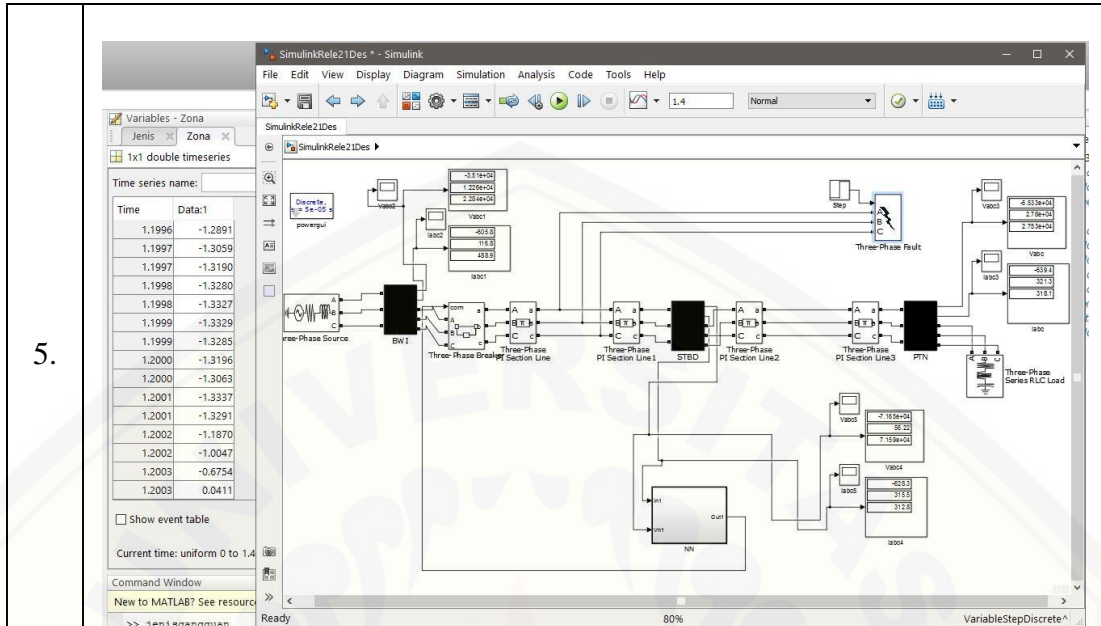 5.
SimulinkRele21Des * - Simulink
File Edit View Display Diagram Simulation Analysis Code Tools Help
1.4
Normal
Variables - Zona
Jenis
Zona
1x1 double timeseries
Time series name:
Time Data:1
1.1996 -1.2891
1.1997 -1.3059
1.1997 -1.3190
1.1998 -1.3280
1.1998 -1.3327
1.1999 -1.3329
1.1999 -1.3285
1.2000 -1.3196
1.2000 -1.3063
1.2001 -1.3337
1.2001 -1.3291
1.2002 -1.1870
1.2002 -1.0047
1.2003 -0.6754
1.2003 0.0411
Show event table
Current time: uniform 0 to 1.4
Command Window
New to MATLAB? See resourc
>> jenisgangguan
SimulinkRele21Des
SimulinkRele21Des
Discrete,
s = 5e-05 s
powergui
Vabc2
-3.51e+04
1.226e+04
2.284e+04
Vabc1
Iabc2
-605.8
116.8
488.9
Iabc1
Step
A
B
C
Three-Phase Fault
Vabc3
-5.533e+04
2.78e+04
2.753e+04
Vabc
Iabc3
-639.4
321.3
318.1
Iabc
A
B
C
ree-Phase Source
BW I
com a
A b
B c
C
Three-Phase Breaker
A a
B π b
C c
Three-Phase
PI Section Line
A a
B π b
C c
Three-Phase
PI Section Line1
STBD
A a
B π b
C c
Three-Phase
PI Section Line2
A a
B π b
C c
Three-Phase
PI Section Line3
PTN
A B C
Three-Phase
Series RLC Load
Vabc5
-7.165e+04
56.22
7.159e+04
Vabc4
Iabc5
-628.3
315.5
312.8
Iabc4
In1
Vn1
Out1
NN
Ready
80%
VariableStepDiscrete^
UNIVERSITAS